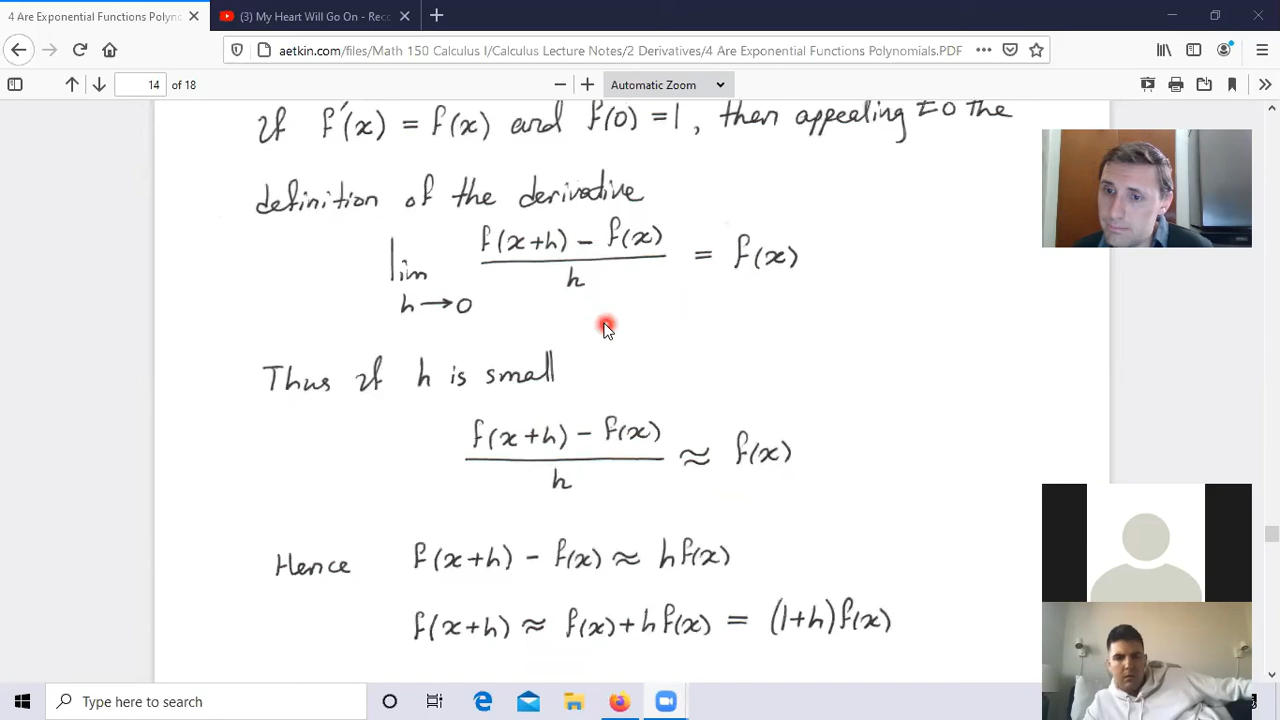 4 Are Exponential Functions Polyno
(3) My Heart Will Go On - Reco
aetkin.com/files/Math 150 Calculus I/Calculus Lecture Notes/2 Derivatives/4 Are Exponential Functions Polynomials.PDF
14 of 18
Automatic Zoom
If f'(x) = f(x) and f(0) = 1, then appealing to the
definition of the derivative
lim h→0 (f(x+h) - f(x))/h = f(x)
Thus if h is small
(f(x+h) - f(x))/h ≈ f(x)
Hence f(x+h) - f(x) ≈ hf(x)
f(x+h) ≈ f(x)+hf(x) = (1+h)f(x)
Type here to search